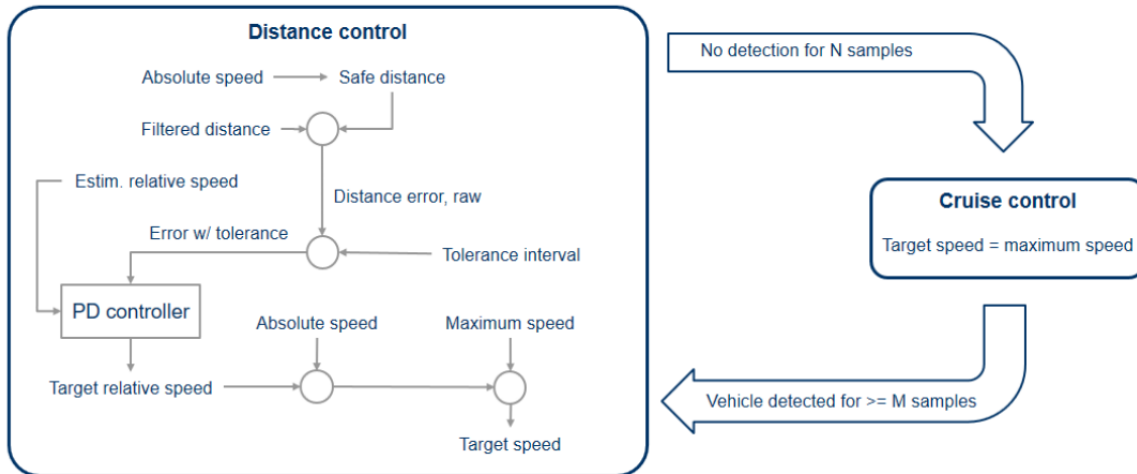 Distance control
Absolute speed
Safe distance
Filtered distance
Estim. relative speed
Distance error, raw
Error w/ tolerance
Tolerance interval
PD controller
Absolute speed
Maximum speed
Target relative speed
Target speed
No detection for N samples
Cruise control
Target speed = maximum speed
Vehicle detected for >= M samples